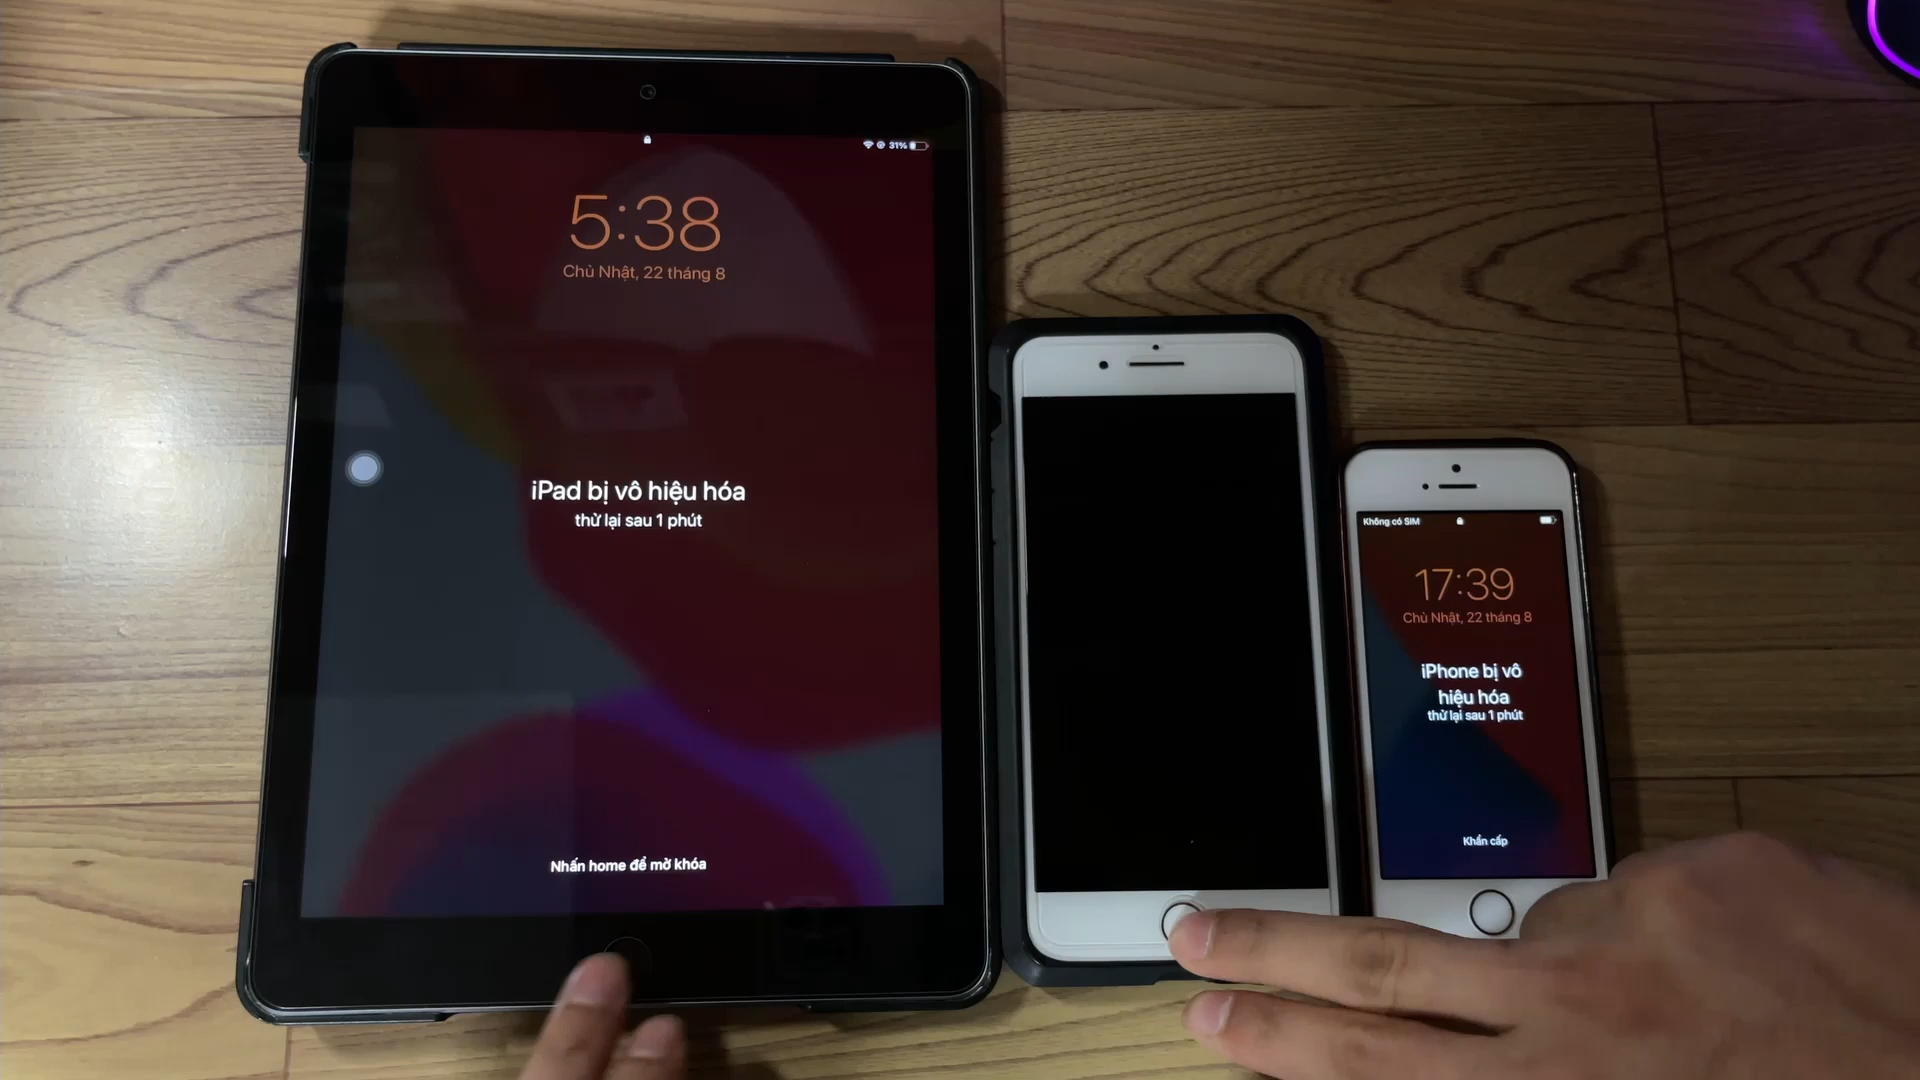 31%
5:38
Chủ Nhật, 22 tháng 8
iPad bị vô hiệu hóa
thử lại sau 1 phút
Nhấn home để mở khóa
Không có SIM
17:39
Chủ Nhật, 22 tháng 8
iPhone bị vô
hiệu hóa
thử lại sau 1 phút
Khẩn cấp